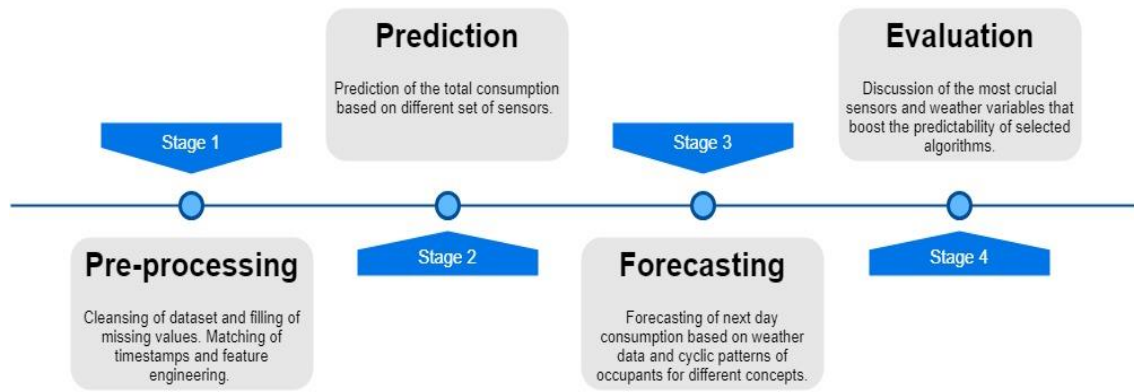 Prediction
Prediction of the total consumption
based on different set of sensors.
Evaluation
Discussion of the most crucial
sensors and weather variables that
boost the predictability of selected
algorithms.
Stage 1
Stage 3
Stage 2
Stage 4
Pre-processing
Cleansing of dataset and filling of
missing values. Matching of
timestamps and feature
engineering.
Forecasting
Forecasting of next day
consumption based on weather
data and cyclic patterns of
occupants for different concepts.